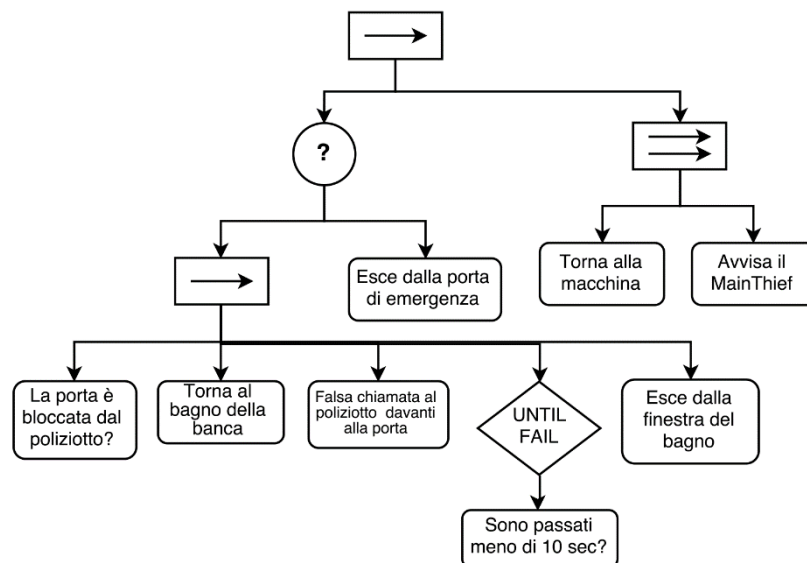 ?
Esce dalla porta
di emergenza
Torna alla
macchina
Avvisa il
MainThief
La porta è
bloccata dal
poliziotto?
Torna al
bagno della
banca
Falsa chiamata al
poliziotto davanti
alla porta
UNTIL
FAIL
Esce dalla
finestra del
bagno
Sono passati
meno di 10 sec?